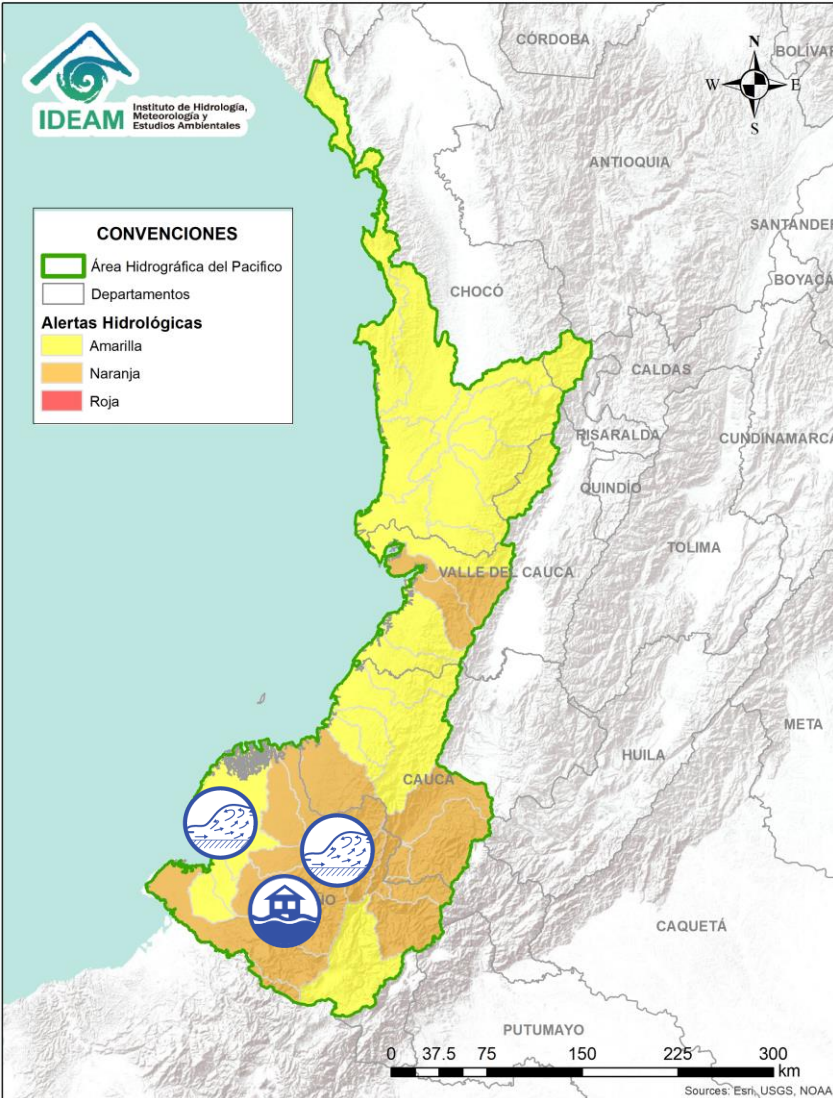 IDEAM
Instituto de Hidrología,
Meteorología y
Estudios Ambientales
N
W
E
S
CONVENCIONES
Área Hidrográfica del Pacifico
Departamentos
Alertas Hidrológicas
Amarilla
Naranja
Roja
CÓRDOBA
BOLÍVAR
ANTIOQUIA
SANTANDER
BOYACÁ
CHOCÓ
CALDAS
RISARALDA
CUNDINAMARCA
QUINDÍO
TOLIMA
VALLE DEL CAUCA
META
HUILA
CAUCA
ÑO
CAQUETÁ
PUTUMAYO
0 37.5 75 150 225 300
km
Sources: Esri, USGS, NOAA